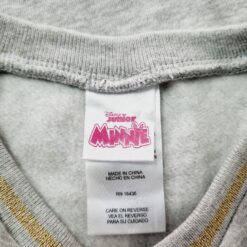 Disney
JUNIOR
MINNIE
MADE IN CHINA
HECHO EN CHINA
RN 16436
CARE ON REVERSE
VEA EL REVERSO
PARA SU CUIDADO